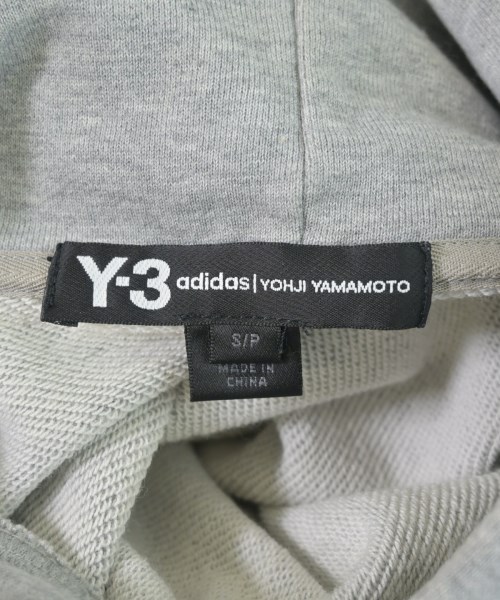 Y-3 adidas | YOHJI YAMAMOTO
S/P
MADE IN
CHINA